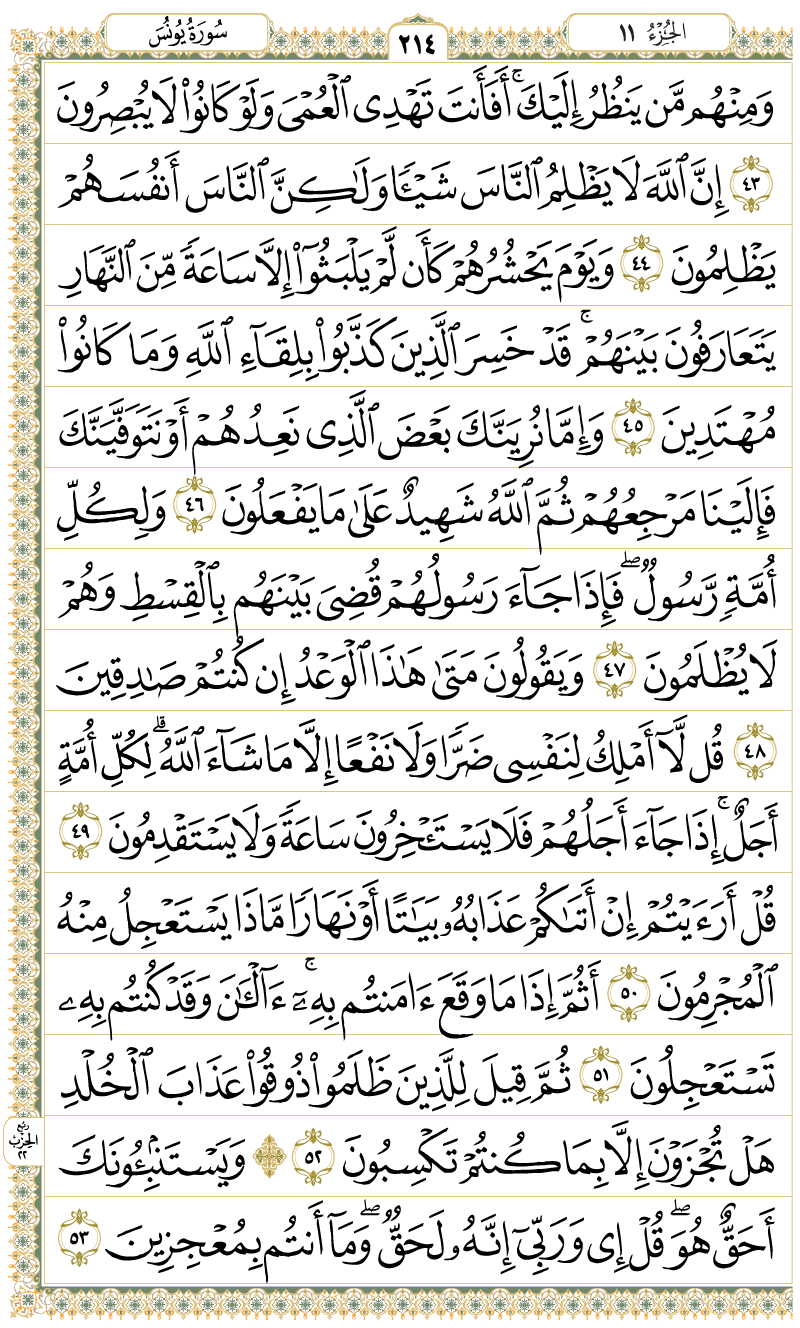 الجُزْءُ ١١
٢١٤
سُورَةُ يُونُسَ
وَمِنْهُم مَّن يَنظُرُ إِلَيْكَ ۚ أَفَأَنتَ تَهْدِى ٱلْعُمْىَ وَلَوْ كَانُوا۟ لَا يُبْصِرُونَ
٤٣ إِنَّ ٱللَّهَ لَا يَظْلِمُ ٱلنَّاسَ شَيْـًٔا وَلَـٰكِنَّ ٱلنَّاسَ أَنفُسَهُمْ
يَظْلِمُونَ ٤٤ وَيَوْمَ يَحْشُرُهُمْ كَأَن لَّمْ يَلْبَثُوٓا۟ إِلَّا سَاعَةً مِّنَ ٱلنَّهَارِ
يَتَعَارَفُونَ بَيْنَهُمْ ۚ قَدْ خَسِرَ ٱلَّذِينَ كَذَّبُوا۟ بِلِقَآءِ ٱللَّهِ وَمَا كَانُوا۟
مُهْتَدِينَ ٤٥ وَإِمَّا نُرِيَنَّكَ بَعْضَ ٱلَّذِى نَعِدُهُمْ أَوْ نَتَوَفَّيَنَّكَ
فَإِلَيْنَا مَرْجِعُهُمْ ثُمَّ ٱللَّهُ شَهِيدٌ عَلَىٰ مَا يَفْعَلُونَ ٤٦ وَلِكُلِّ
أُمَّةٍ رَّسُولٌ ۖ فَإِذَا جَآءَ رَسُولُهُمْ قُضِىَ بَيْنَهُم بِٱلْقِسْطِ وَهُمْ
لَا يُظْلَمُونَ ٤٧ وَيَقُولُونَ مَتَىٰ هَـٰذَا ٱلْوَعْدُ إِن كُنتُمْ صَـٰدِقِينَ
٤٨ قُل لَّآ أَمْلِكُ لِنَفْسِى ضَرًّا وَلَا نَفْعًا إِلَّا مَا شَآءَ ٱللَّهُ ۗ لِكُلِّ أُمَّةٍ
أَجَلٌ ۚ إِذَا جَآءَ أَجَلُهُمْ فَلَا يَسْتَـْٔخِرُونَ سَاعَةً وَلَا يَسْتَقْدِمُونَ ٤٩
قُلْ أَرَءَيْتُمْ إِنْ أَتَىٰكُمْ عَذَابُهُۥ بَيَـٰتًا أَوْ نَهَارًا مَّاذَا يَسْتَعْجِلُ مِنْهُ
ٱلْمُجْرِمُونَ ٥٠ أَثُمَّ إِذَا مَا وَقَعَ ءَامَنتُم بِهِۦٓ ۚ ءَآلْـَٔـٰنَ وَقَدْ كُنتُم بِهِۦ
تَسْتَعْجِلُونَ ٥١ ثُمَّ قِيلَ لِلَّذِينَ ظَلَمُوا۟ ذُوقُوا۟ عَذَابَ ٱلْخُلْدِ
هَلْ تُجْزَوْنَ إِلَّا بِمَا كُنتُمْ تَكْسِبُونَ ٥٢ ۞ وَيَسْتَنۢبِـُٔونَكَ
أَحَقٌّ هُوَ ۖ قُلْ إِى وَرَبِّىٓ إِنَّهُۥ لَحَقٌّ ۖ وَمَآ أَنتُم بِمُعْجِزِينَ ٥٣
ربع
الحزب
٢٢